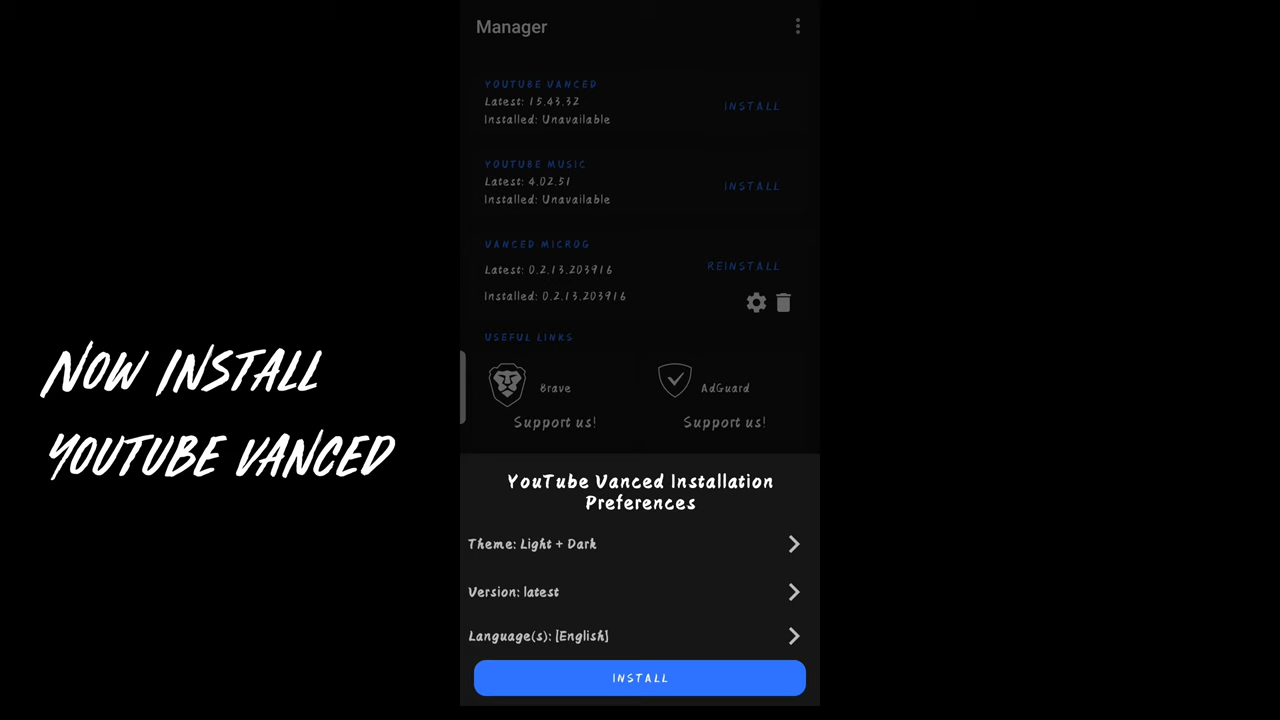 Manager
YOUTUBE VANCED
Latest: 15.43.32
INSTALL
Installed: Unavailable
YOUTUBE MUSIC
Latest: 4.02.51
INSTALL
Installed: Unavailable
VANCED MICROG
Latest: 0.2.13.203916
REINSTALL
Installed: 0.2.13.203916
USEFUL LINKS
Brave
AdGuard
Support us!
Support us!
NOW INSTALL
YOUTUBE VANCED
YouTube Vanced Installation
Preferences
Theme: Light + Dark
Version: latest
Language(s): [English]
INSTALL